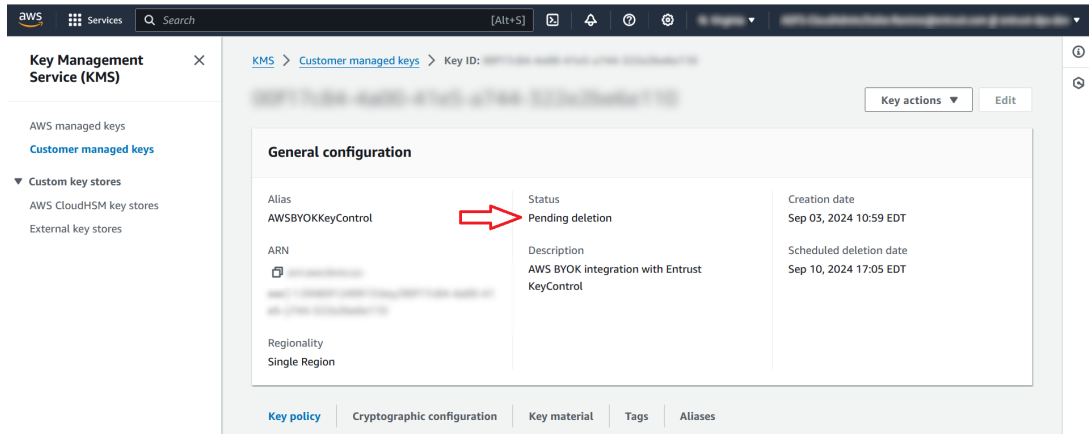 aws Services Search [Alt+S]
Key Management Service (KMS)
AWS managed keys
Customer managed keys
Custom key stores
AWS CloudHSM key stores
External key stores
KMS > Customer managed keys > Key ID:
Key actions Edit
General configuration
Alias
AWSBYOKKeyControl
ARN
Regionality
Single Region
Status
Pending deletion
Description
AWS BYOK integration with Entrust
KeyControl
Creation date
Sep 03, 2024 10:59 EDT
Scheduled deletion date
Sep 10, 2024 17:05 EDT
Key policy Cryptographic configuration Key material Tags Aliases